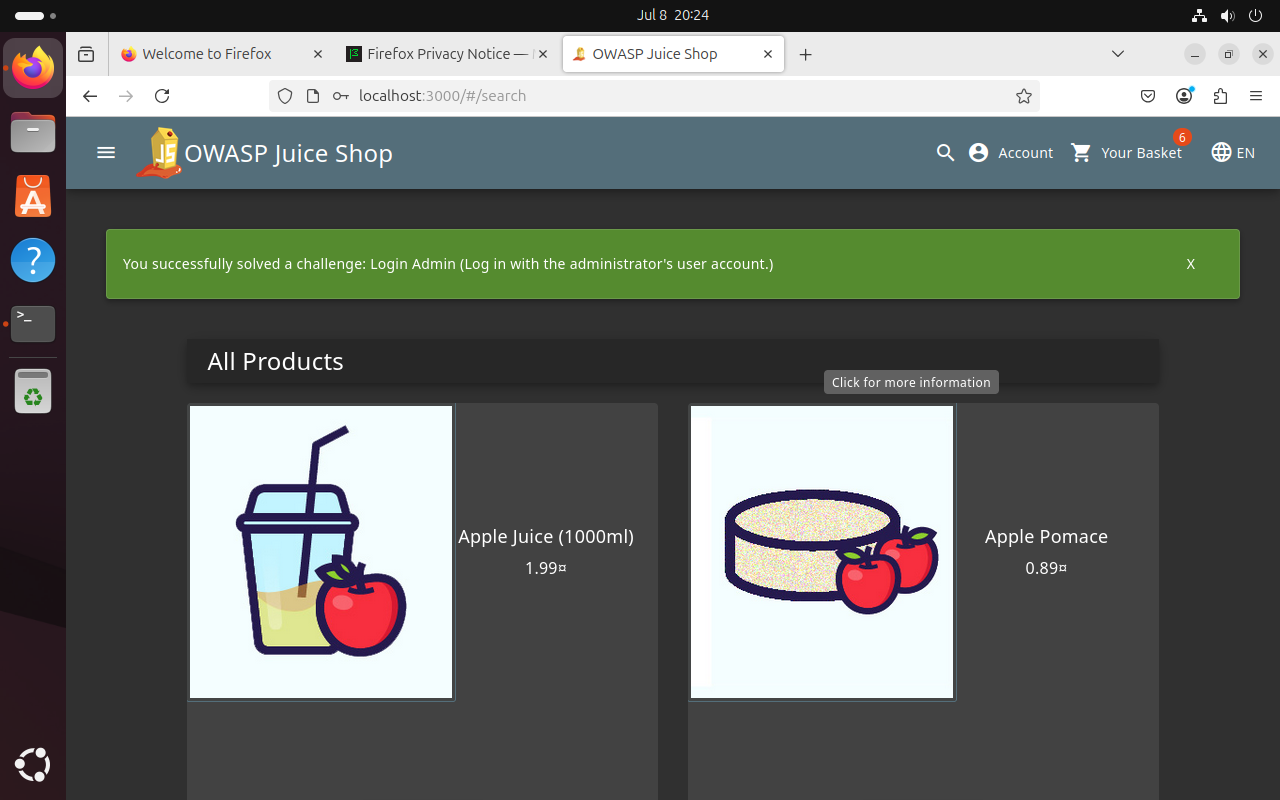 Jul 8 20:24
Welcome to Firefox
Firefox Privacy Notice —
OWASP Juice Shop
localhost:3000/#/search
OWASP Juice Shop
Account
Your Basket
6
EN
You successfully solved a challenge: Login Admin (Log in with the administrator's user account.)
X
All Products
Click for more information
Apple Juice (1000ml)
1.99¤
Apple Pomace
0.89¤